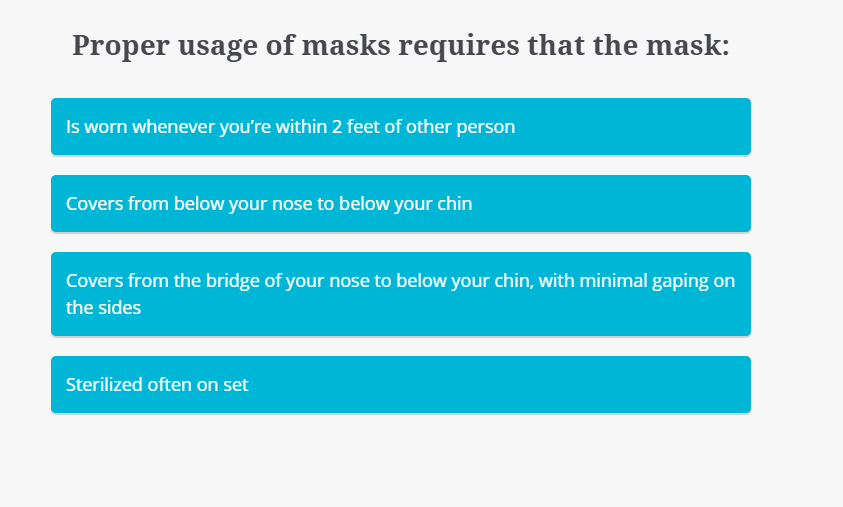 Proper usage of masks requires that the mask:
Is worn whenever you’re within 2 feet of other person
Covers from below your nose to below your chin
Covers from the bridge of your nose to below your chin, with minimal gaping on
the sides
Sterilized often on set